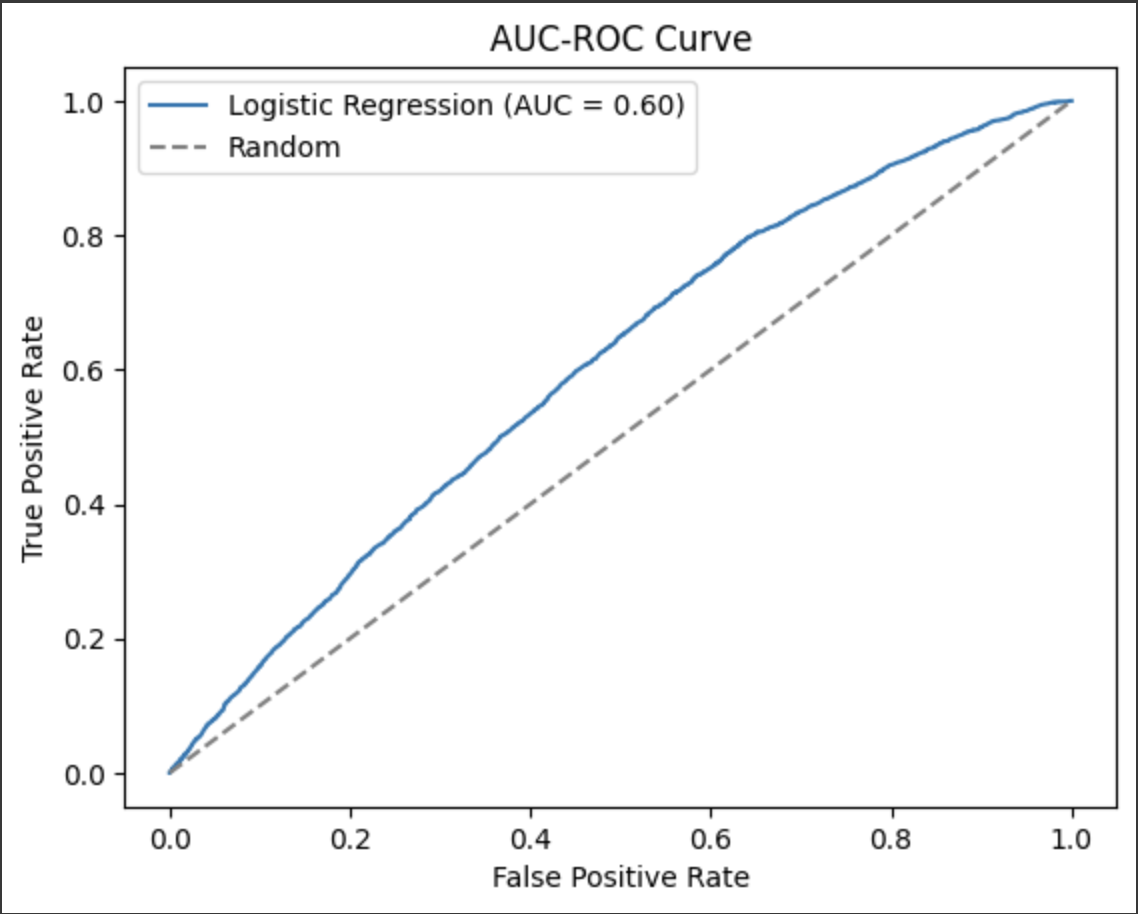 AUC-ROC Curve
Logistic Regression (AUC = 0.60)
Random
1.0
0.8
0.6
0.4
0.2
0.0
True Positive Rate
0.0 0.2 0.4 0.6 0.8 1.0
False Positive Rate